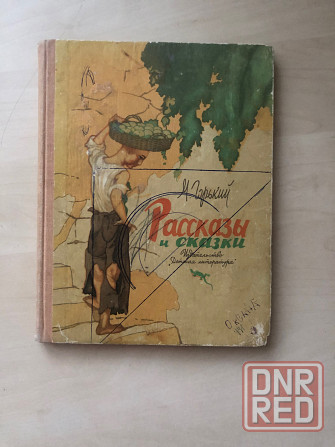 М. Горький
Рассказы
и сказки
Издательство
"Детская литература"
DNR
RED